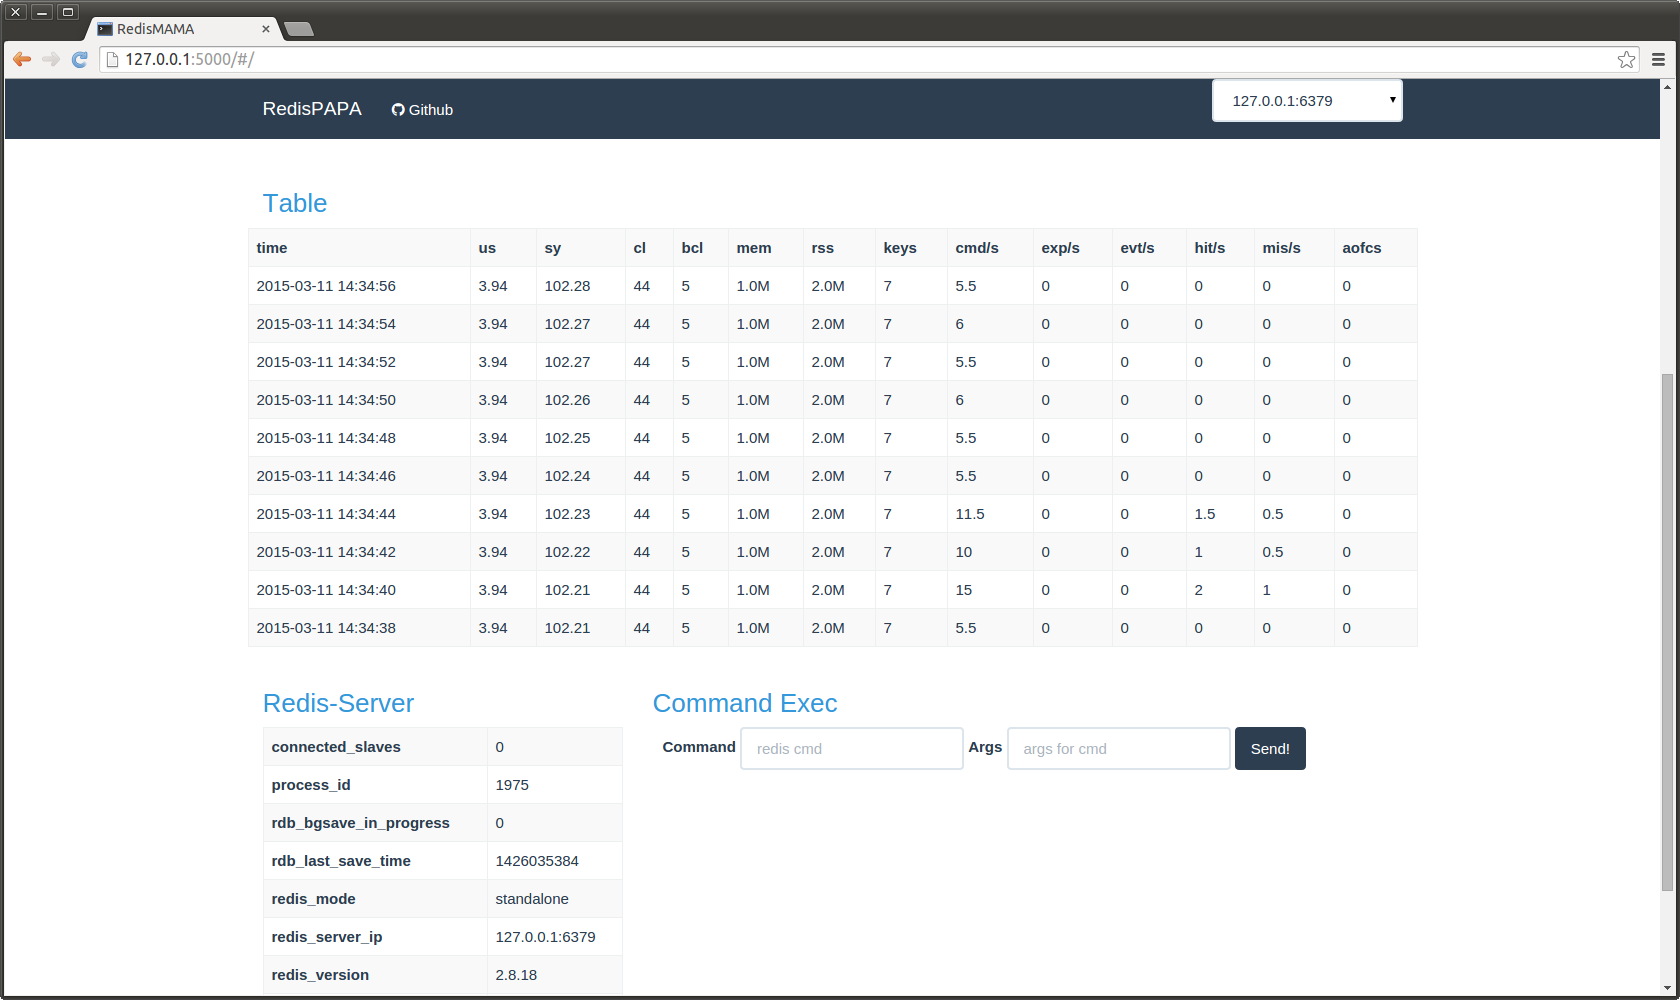 RedisMAMA
127.0.0.1:5000/#/
RedisPAPA Github 127.0.0.1:6379
Table
time us sy cl bcl mem rss keys cmd/s exp/s evt/s hit/s mis/s aofcs
2015-03-11 14:34:56 3.94 102.28 44 5 1.0M 2.0M 7 5.5 0 0 0 0 0
2015-03-11 14:34:54 3.94 102.27 44 5 1.0M 2.0M 7 6 0 0 0 0 0
2015-03-11 14:34:52 3.94 102.27 44 5 1.0M 2.0M 7 5.5 0 0 0 0 0
2015-03-11 14:34:50 3.94 102.26 44 5 1.0M 2.0M 7 6 0 0 0 0 0
2015-03-11 14:34:48 3.94 102.25 44 5 1.0M 2.0M 7 5.5 0 0 0 0 0
2015-03-11 14:34:46 3.94 102.24 44 5 1.0M 2.0M 7 5.5 0 0 0 0 0
2015-03-11 14:34:44 3.94 102.23 44 5 1.0M 2.0M 7 11.5 0 0 1.5 0.5 0
2015-03-11 14:34:42 3.94 102.22 44 5 1.0M 2.0M 7 10 0 0 1 0.5 0
2015-03-11 14:34:40 3.94 102.21 44 5 1.0M 2.0M 7 15 0 0 2 1 0
2015-03-11 14:34:38 3.94 102.21 44 5 1.0M 2.0M 7 5.5 0 0 0 0 0
Redis-Server
connected_slaves 0
process_id 1975
rdb_bgsave_in_progress 0
rdb_last_save_time 1426035384
redis_mode standalone
redis_server_ip 127.0.0.1:6379
redis_version 2.8.18
Command Exec
Command redis cmd Args args for cmd Send!